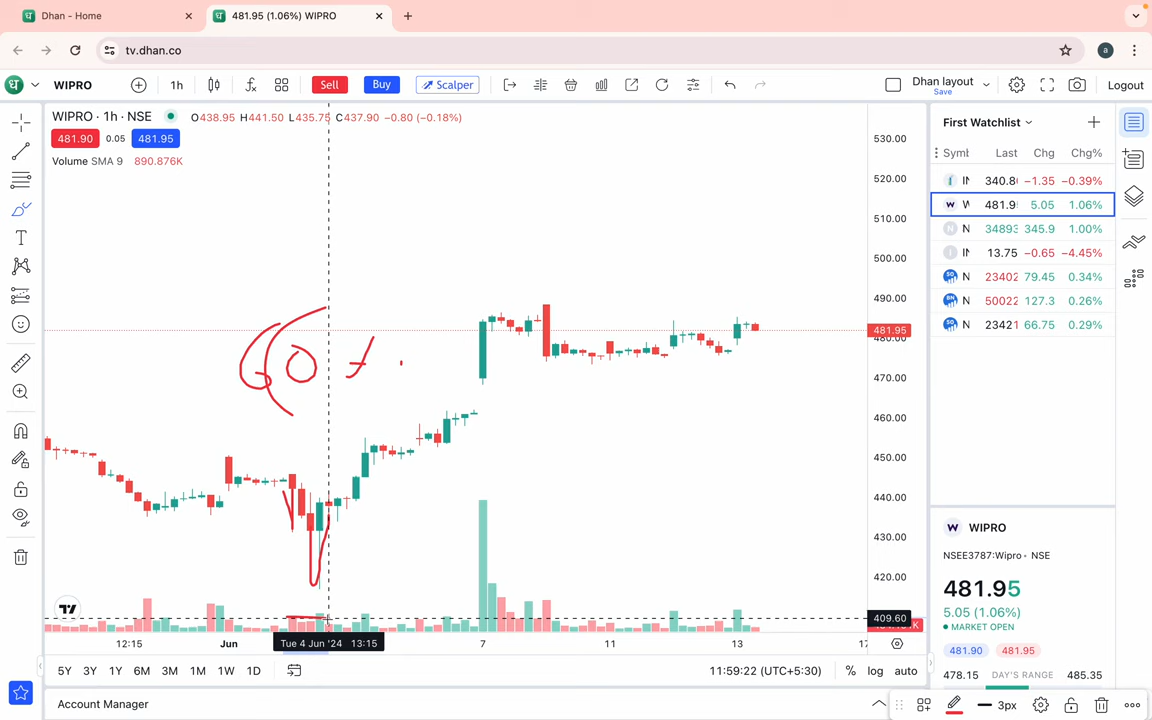 Dhan - Home
481.95 (1.06%) WIPRO
tv.dhan.co
a
WIPRO
1h
Sell
Buy
Scalper
Dhan layout
Save
Logout
WIPRO · 1h · NSE
O438.95 H441.50 L435.75 C437.90 −0.80 (−0.18%)
481.90 0.05 481.95
Volume SMA 9 890.876K
530.00
520.00
510.00
500.00
490.00
481.95
480.00
470.00
460.00
450.00
440.00
430.00
420.00
409.60
12:15
Jun
Tue 4 Jun '24 13:15
7
11
13
17
5Y 3Y 1Y 6M 3M 1M 1W 1D
11:59:22 (UTC+5:30)
% log auto
Account Manager
First Watchlist
Symb Last Chg Chg%
340.80 −1.35 −0.39%
W 481.95 5.05 1.06%
N 34893 345.9 1.00%
13.75 −0.65 −4.45%
N 23402 79.45 0.34%
N 50022 127.3 0.26%
N 23421 66.75 0.29%
WIPRO
NSEE3787:Wipro • NSE
481.95
5.05 (1.06%)
MARKET OPEN
481.90 481.95
478.15 DAY'S RANGE 485.35
3px